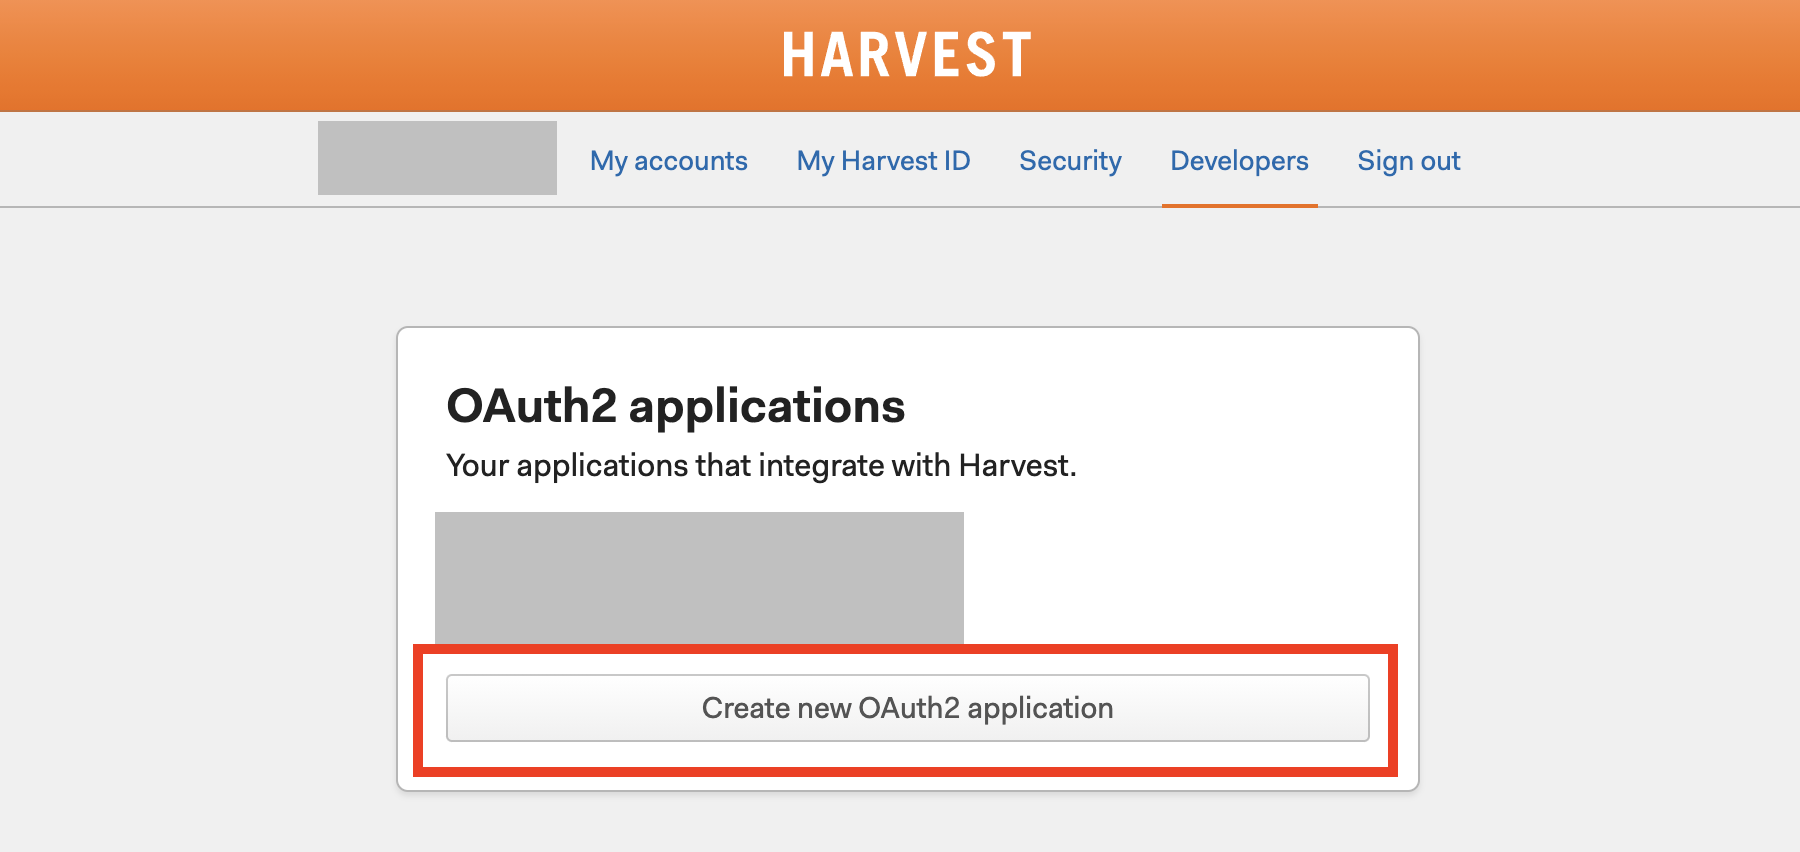 HARVEST
My accounts My Harvest ID Security Developers Sign out
OAuth2 applications
Your applications that integrate with Harvest.
Create new OAuth2 application